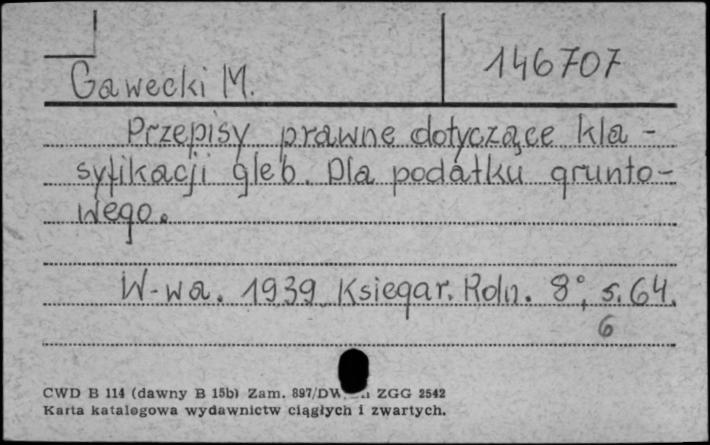 146707
Gawecki M.
Przepisy prawne dotyczące kla-
syfikacji gleb. Dla podatku grunto-
wego.
W-wa. 1939 Księgar. Roln. 8°, s. 64.
6
CWD B 114 (dawny B 15b) Zam. 897/DW ZGG 2542
Karta katalogowa wydawnictw ciągłych i zwartych.